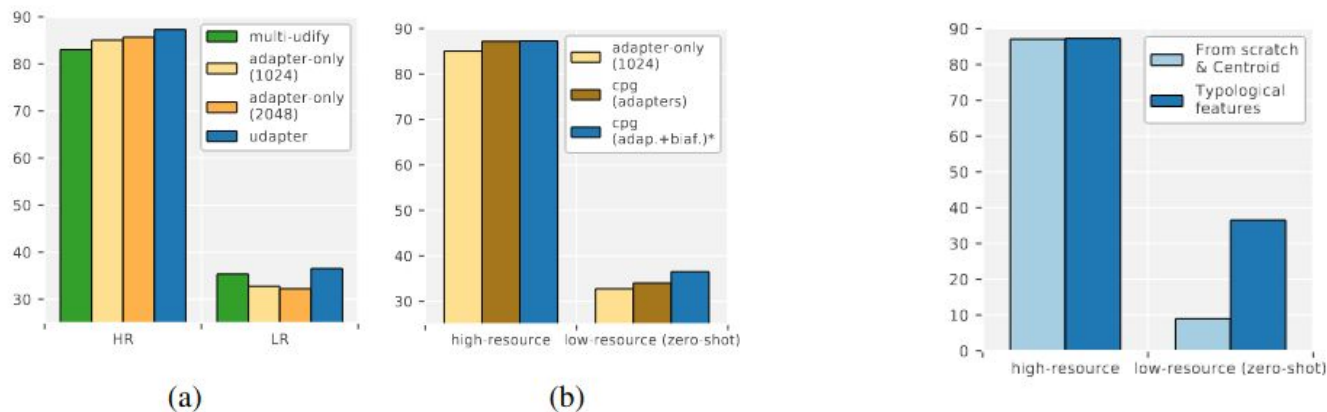 90
80
70
60
50
40
30
HR
LR
multi-udify
adapter-only
(1024)
adapter-only
(2048)
udapter
(a)
90
80
70
60
50
40
30
high-resource
low-resource (zero-shot)
adapter-only
(1024)
cpg
(adapters)
cpg
(adap.+biaf.)*
(b)
90
80
70
60
50
40
30
20
10
0
high-resource
low-resource (zero-shot)
From scratch
& Centroid
Typological
features